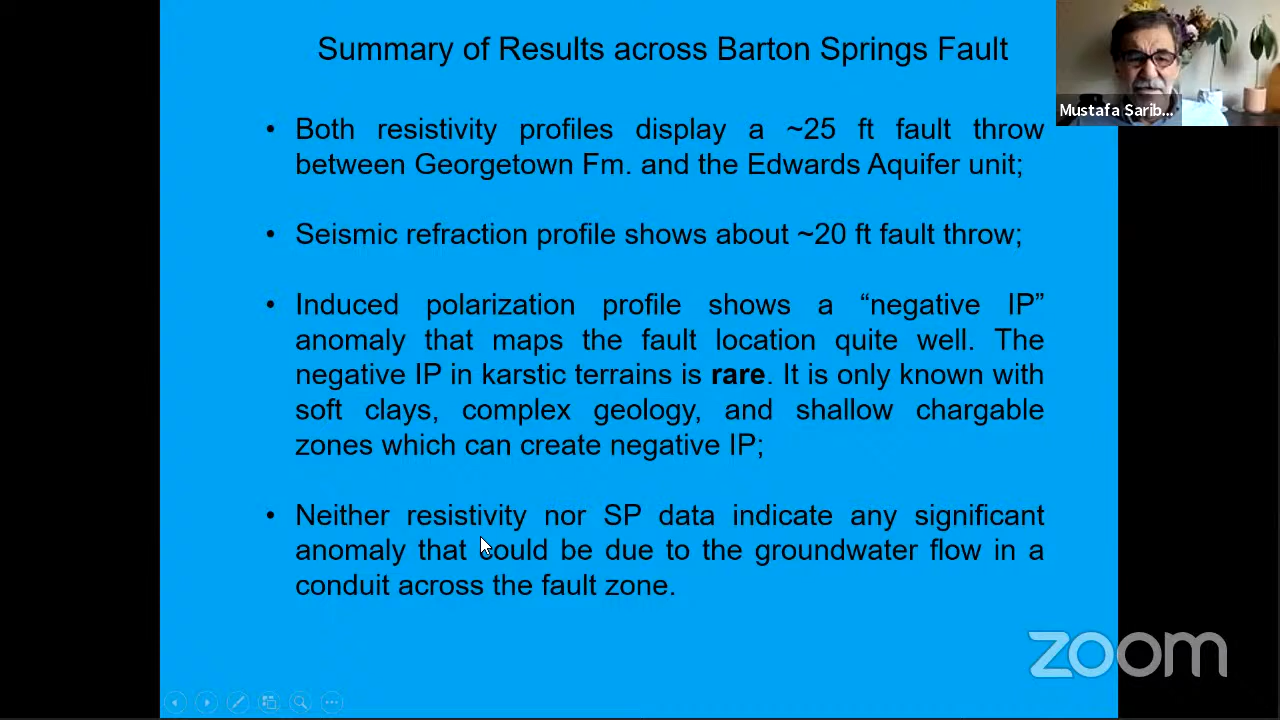 Summary of Results across Barton Springs Fault
Mustafa Sarib...
• Both resistivity profiles display a ~25 ft fault throw
between Georgetown Fm. and the Edwards Aquifer unit;
• Seismic refraction profile shows about ~20 ft fault throw;
• Induced polarization profile shows a “negative IP”
anomaly that maps the fault location quite well. The
negative IP in karstic terrains is rare. It is only known with
soft clays, complex geology, and shallow chargable
zones which can create negative IP;
• Neither resistivity nor SP data indicate any significant
anomaly that could be due to the groundwater flow in a
conduit across the fault zone.
zoom